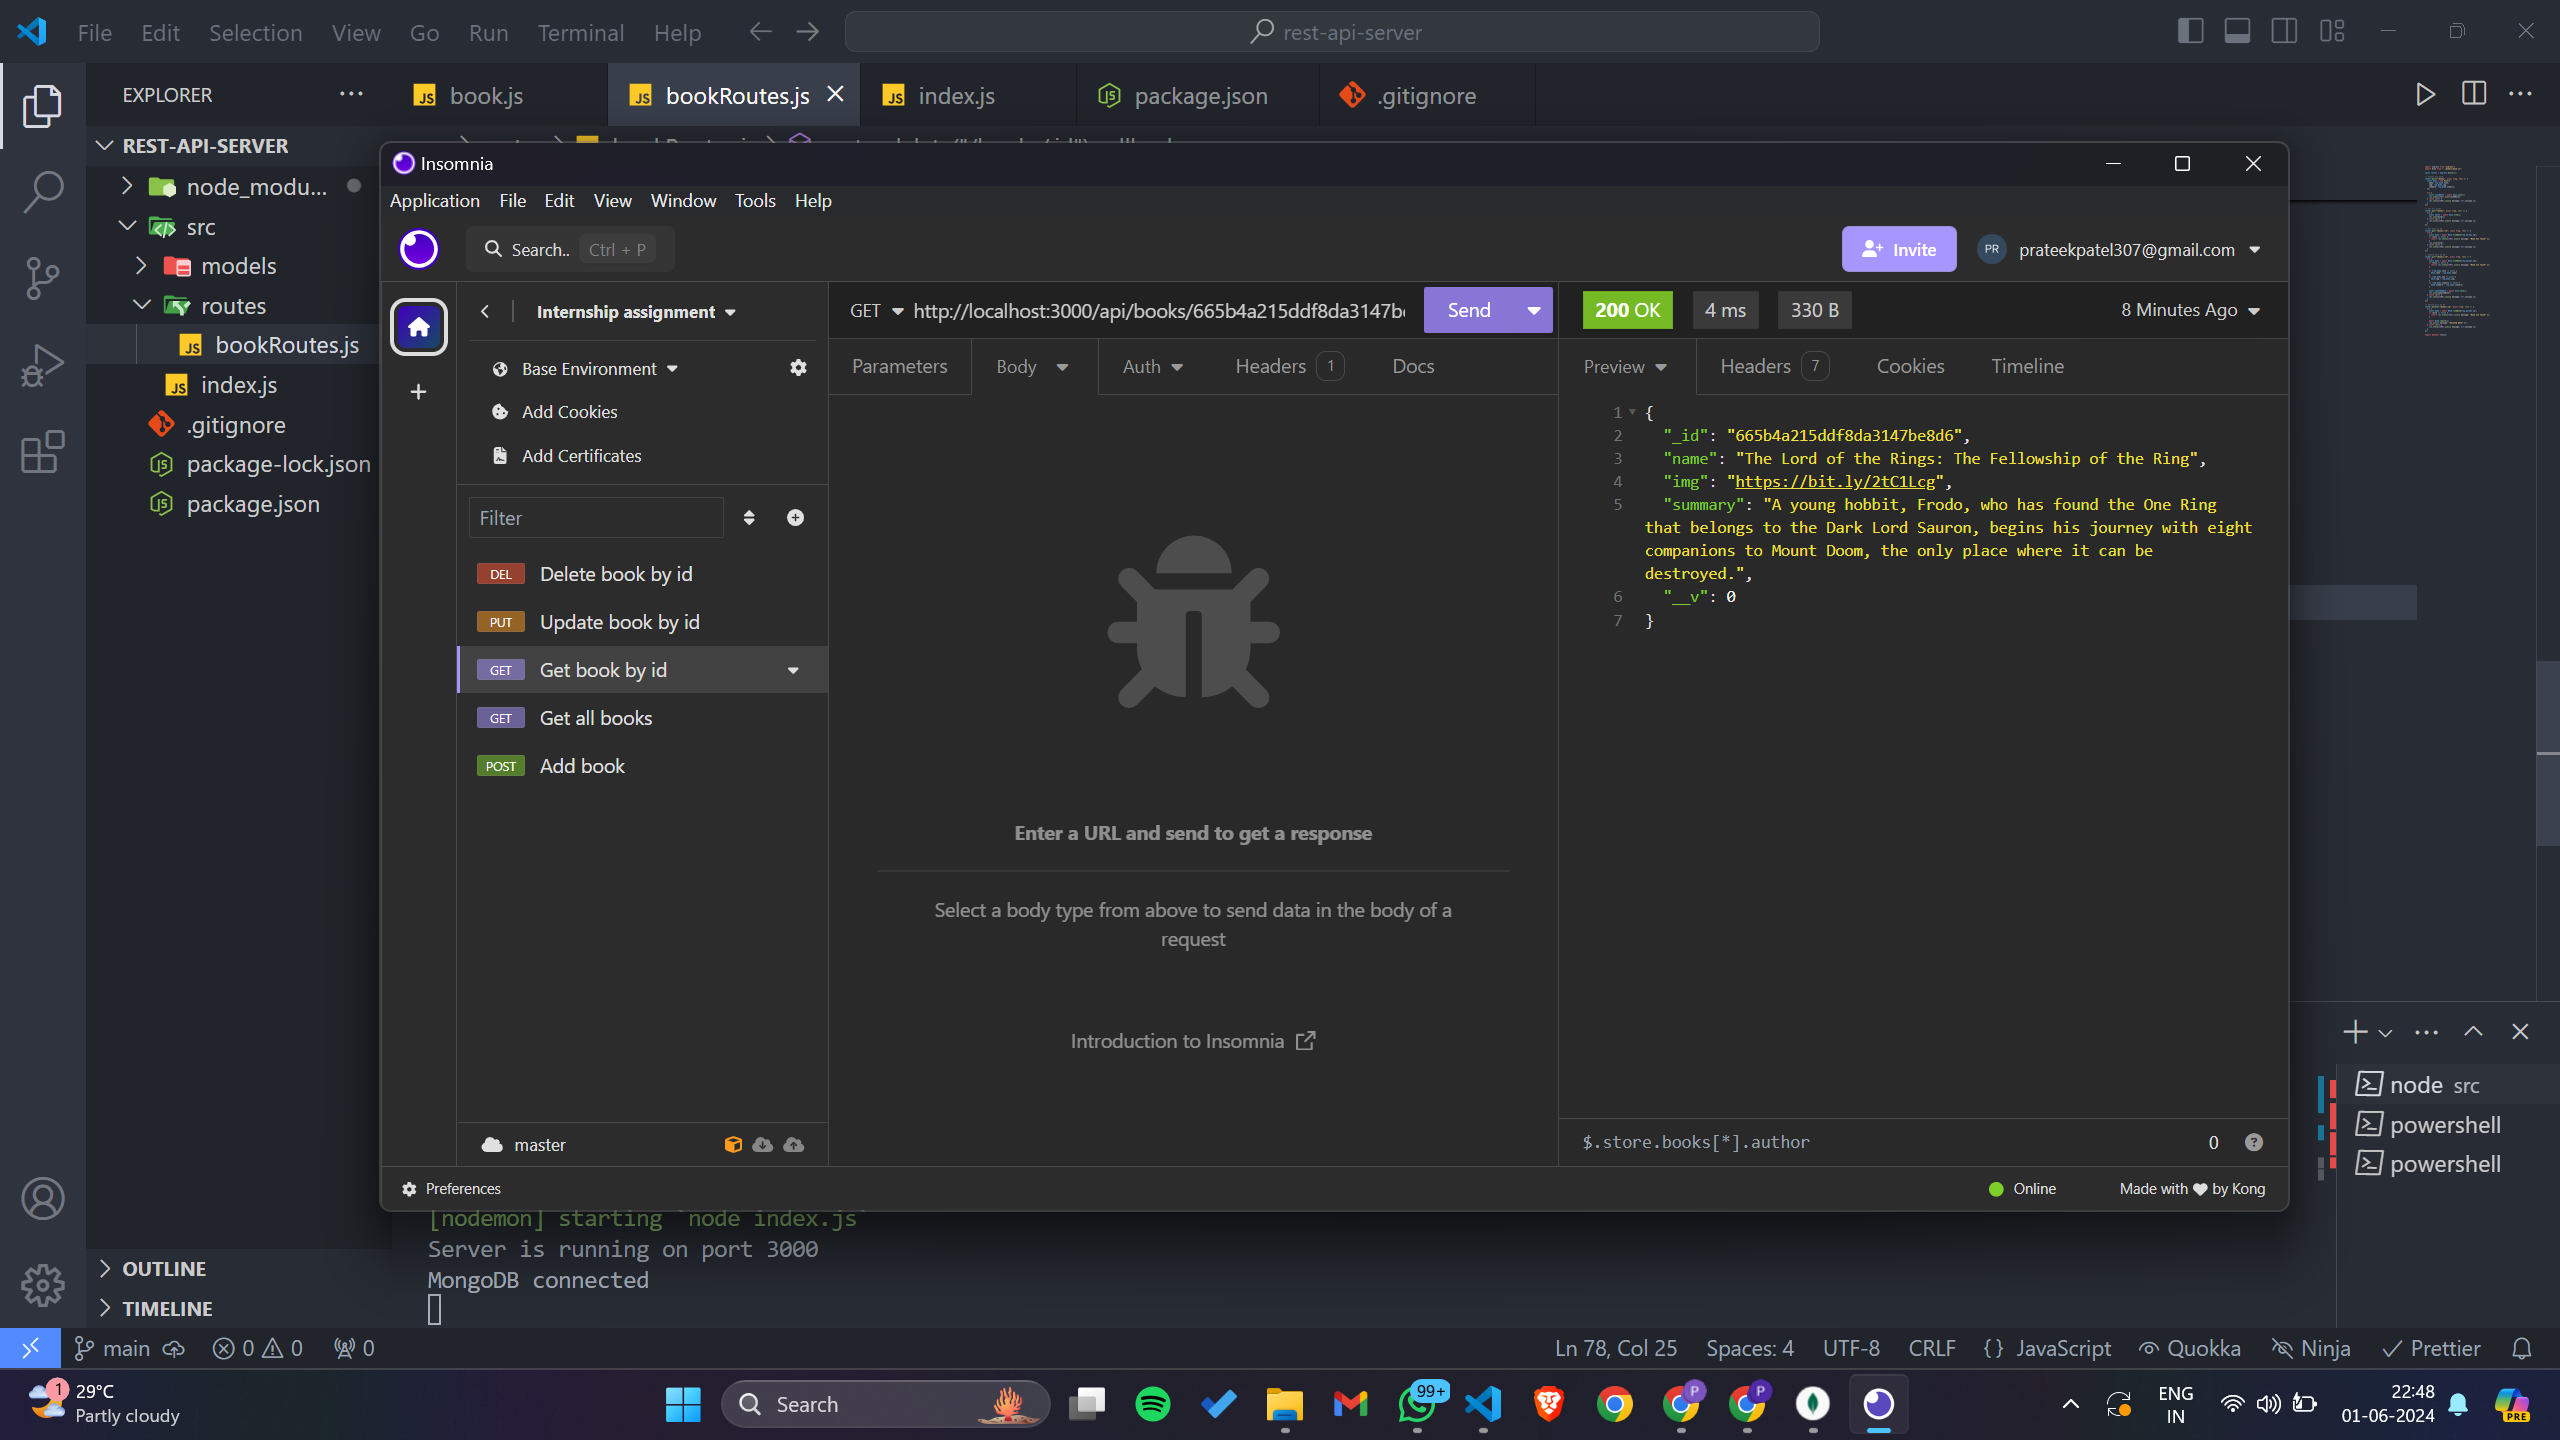 File Edit Selection View Go Run Terminal Help
rest-api-server
EXPLORER
book.js
bookRoutes.js
index.js
package.json
.gitignore
REST-API-SERVER
node_modu...
src
models
routes
bookRoutes.js
index.js
.gitignore
package-lock.json
package.json
OUTLINE
TIMELINE
Insomnia
Application File Edit View Window Tools Help
Search.. Ctrl + P
Invite
PR prateekpatel307@gmail.com
Internship assignment
Base Environment
Add Cookies
Add Certificates
Filter
DEL Delete book by id
PUT Update book by id
GET Get book by id
GET Get all books
POST Add book
master
GET http://localhost:3000/api/books/665b4a215ddf8da3147be
Send
Parameters Body Auth Headers 1 Docs
Enter a URL and send to get a response
Select a body type from above to send data in the body of a
request
Introduction to Insomnia
200 OK 4 ms 330 B 8 Minutes Ago
Preview Headers 7 Cookies Timeline
1 {
2 "_id": "665b4a215ddf8da3147be8d6",
3 "name": "The Lord of the Rings: The Fellowship of the Ring",
4 "img": "https://bit.ly/2tC1Lcg",
5 "summary": "A young hobbit, Frodo, who has found the One Ring
that belongs to the Dark Lord Sauron, begins his journey with eight
companions to Mount Doom, the only place where it can be
destroyed.",
6 "__v": 0
7 }
$.store.books[*].author 0
Preferences
Online Made with by Kong
[nodemon] starting `node index.js`
Server is running on port 3000
MongoDB connected
node src
powershell
powershell
main 0 0 0
Ln 78, Col 25 Spaces: 4 UTF-8 CRLF {} JavaScript Quokka Ninja Prettier
1 29°C
Partly cloudy
Search
99+
P
P
ENG
IN
22:48
01-06-2024
PRE